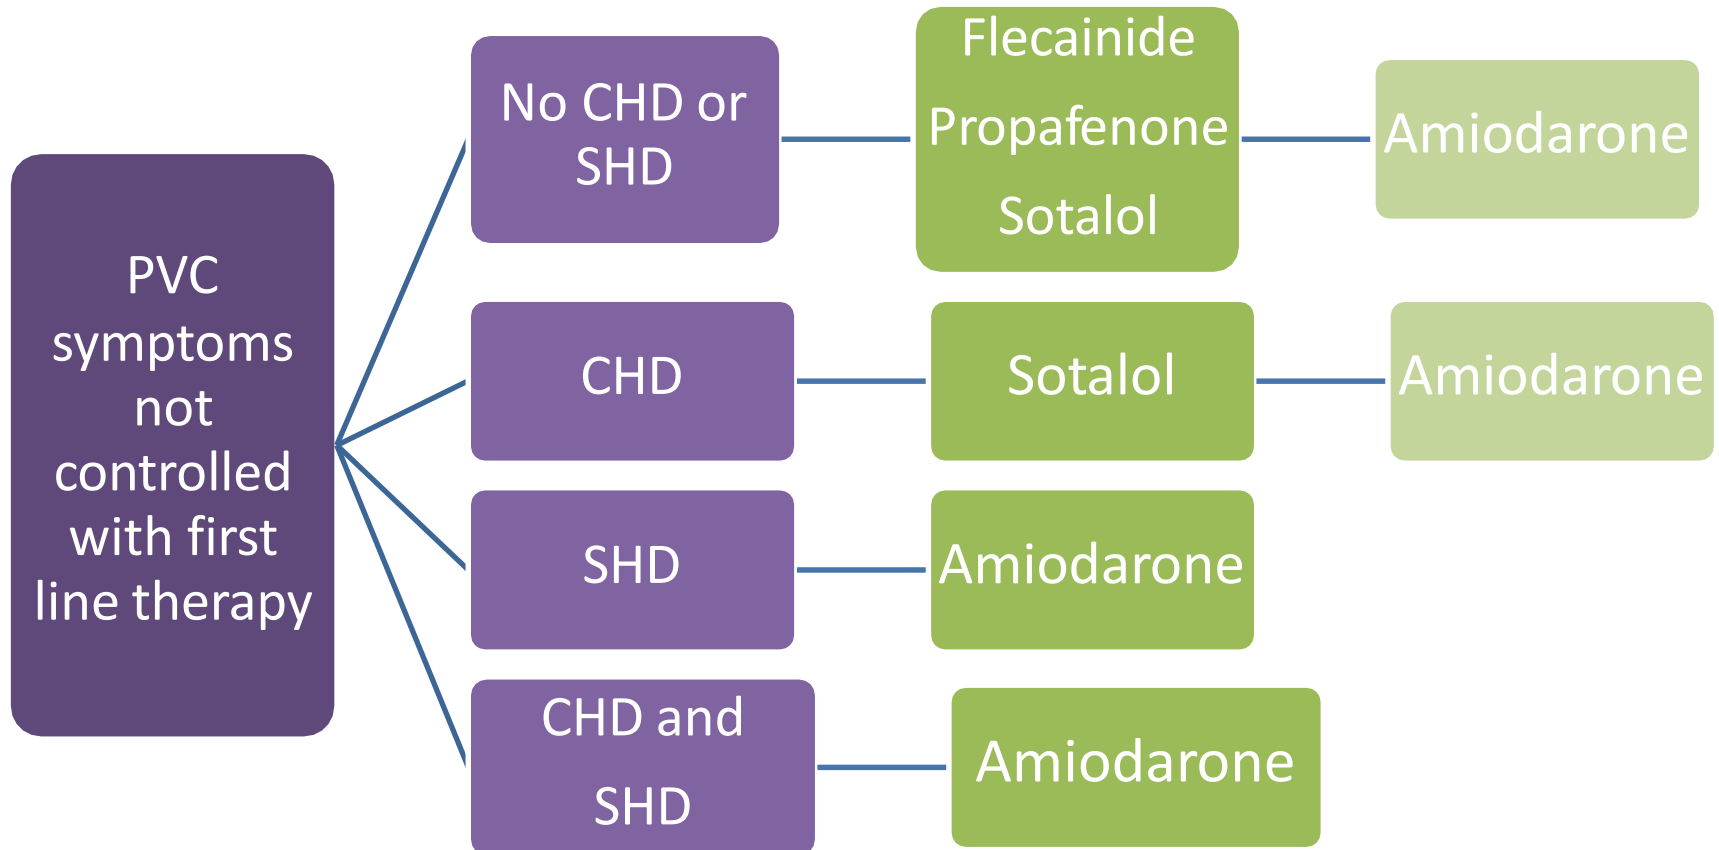 PVC
symptoms
not
controlled
with first
line therapy
No CHD or
SHD
Flecainide
Propafenone
Sotalol
Amiodarone
CHD
Sotalol
Amiodarone
SHD
Amiodarone
CHD and
SHD
Amiodarone